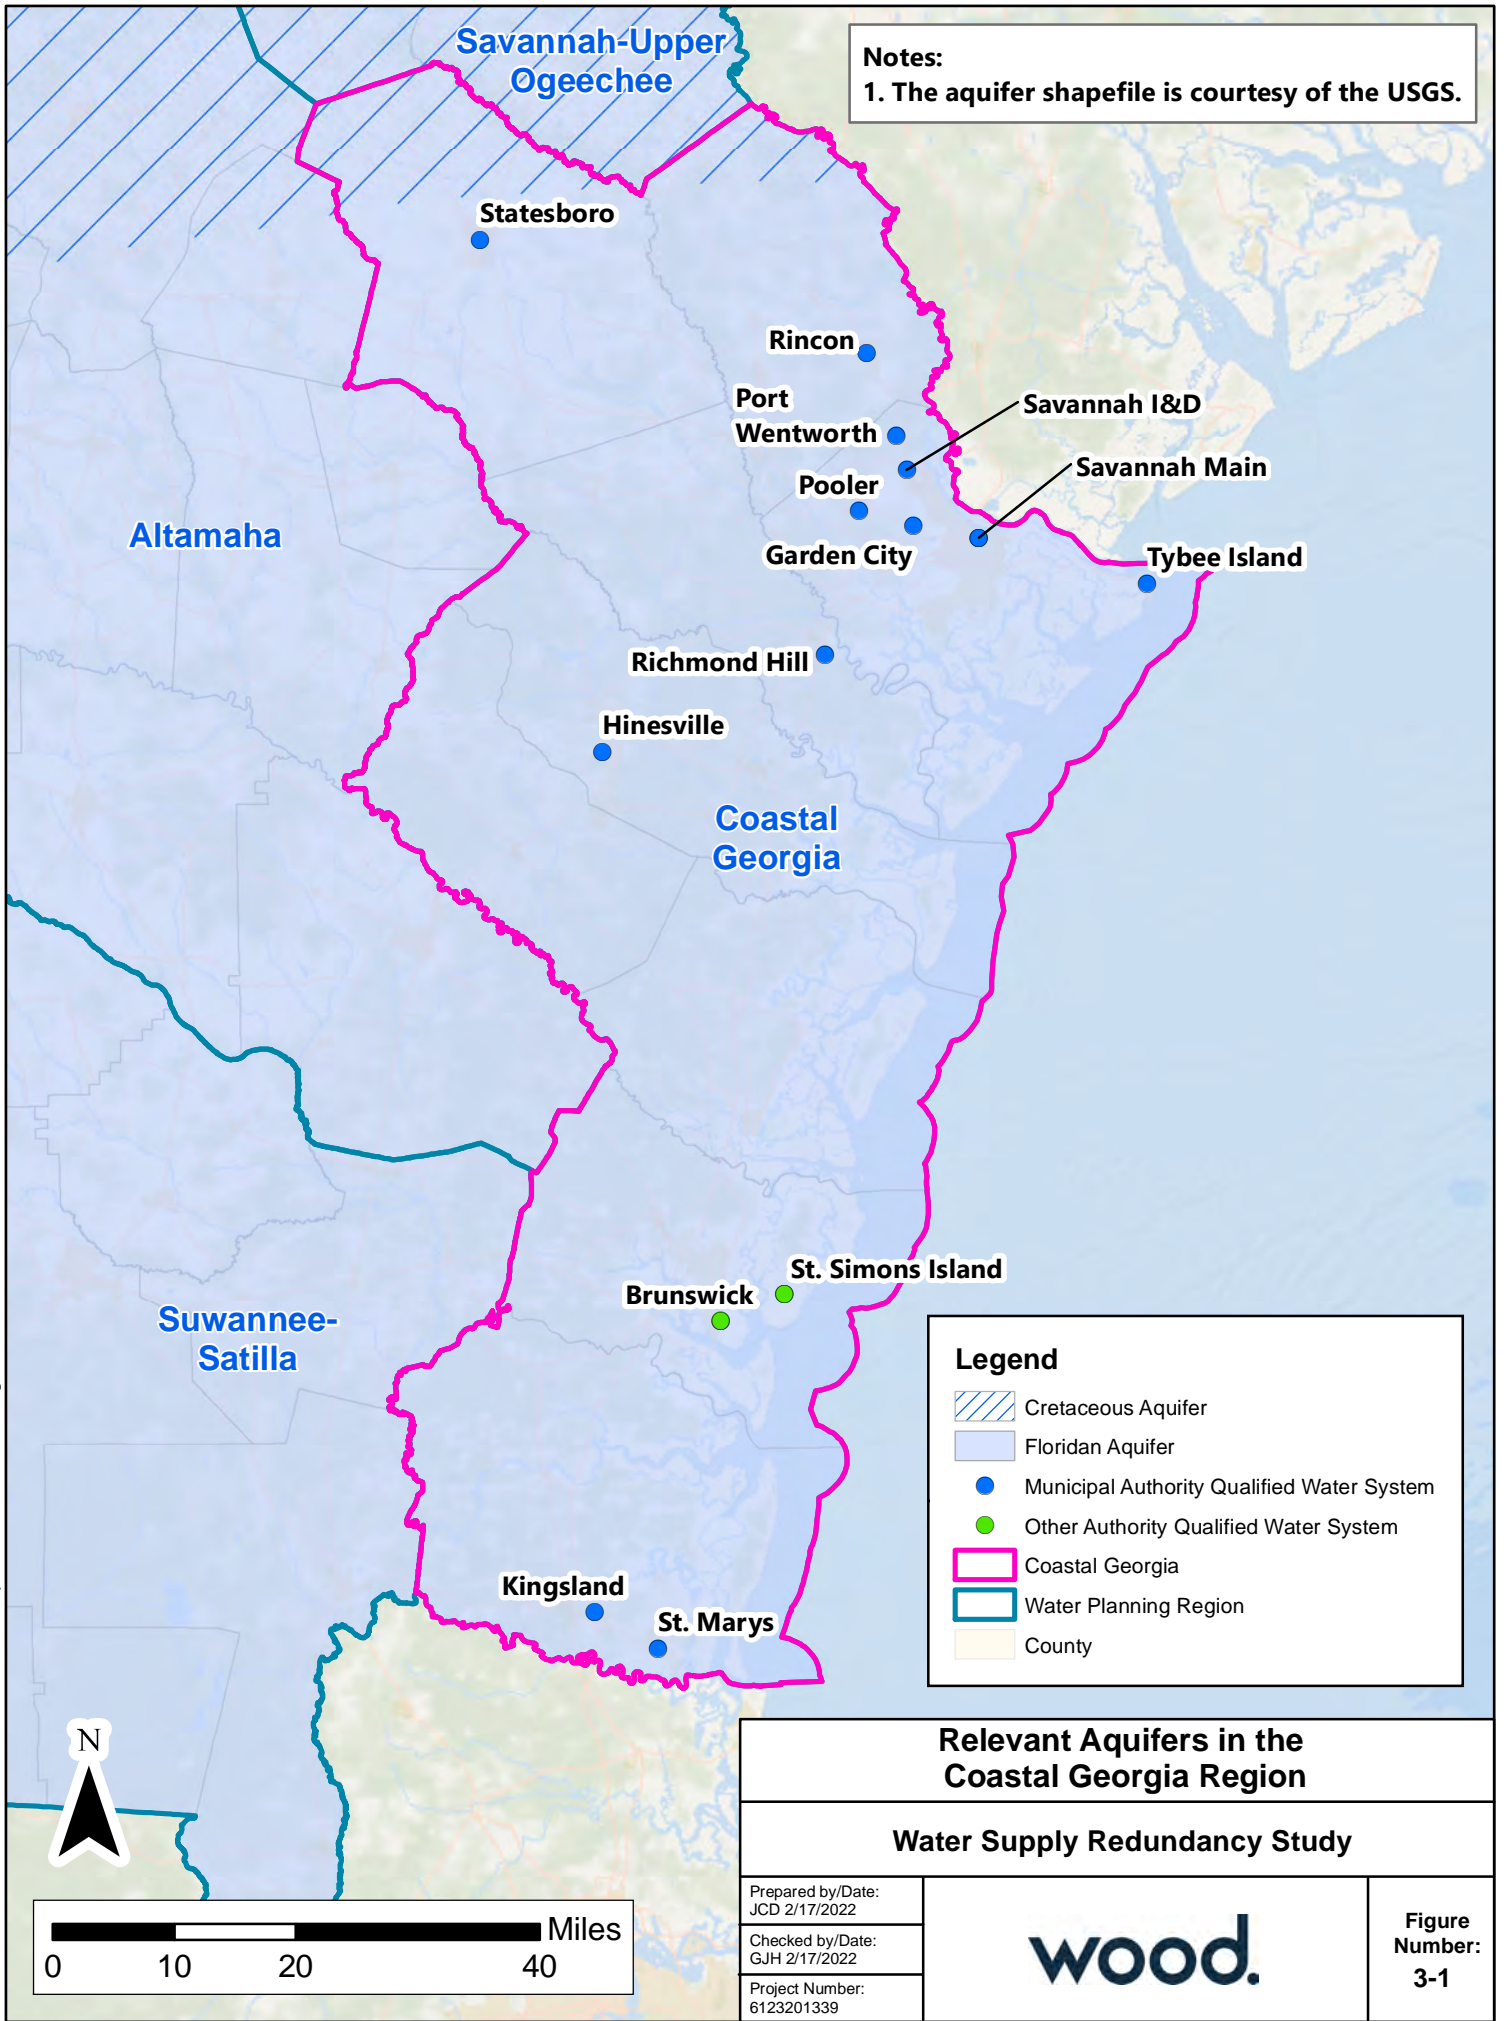 Savannah-Upper
Ogeechee
Notes:
1. The aquifer shapefile is courtesy of the USGS.
Statesboro
Rincon
Port
Wentworth
Savannah I&D
Savannah Main
Pooler
Garden City
Tybee Island
Altamaha
Richmond Hill
Hinesville
Coastal
Georgia
St. Simons Island
Brunswick
Suwannee-
Satilla
Kingsland
St. Marys
Legend
Cretaceous Aquifer
Floridan Aquifer
Municipal Authority Qualified Water System
Other Authority Qualified Water System
Coastal Georgia
Water Planning Region
County
N
Miles
0 10 20 40
Relevant Aquifers in the
Coastal Georgia Region
Water Supply Redundancy Study
Prepared by/Date:
JCD 2/17/2022
Checked by/Date:
GJH 2/17/2022
Project Number:
6123201339
wood.
Figure
Number:
3-1